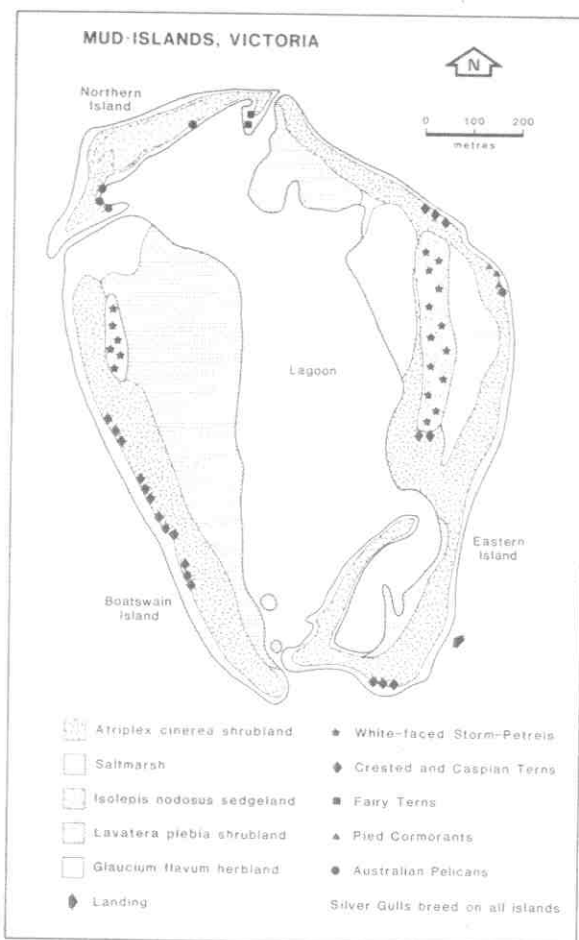 MUD-ISLANDS, VICTORIA
N
Northern
Island
0 100 200
metres
Lagoon
Eastern
Island
Boatswain
Island
Atriplex cinerea shrubland
Saltmarsh
Isolepis nodosus sedgeland
Lavatera plebia shrubland
Glaucium flavum herbland
Landing
White-faced Storm-Petrels
Crested and Caspian Terns
Fairy Terns
Pied Cormorants
Australian Pelicans
Silver Gulls breed on all islands